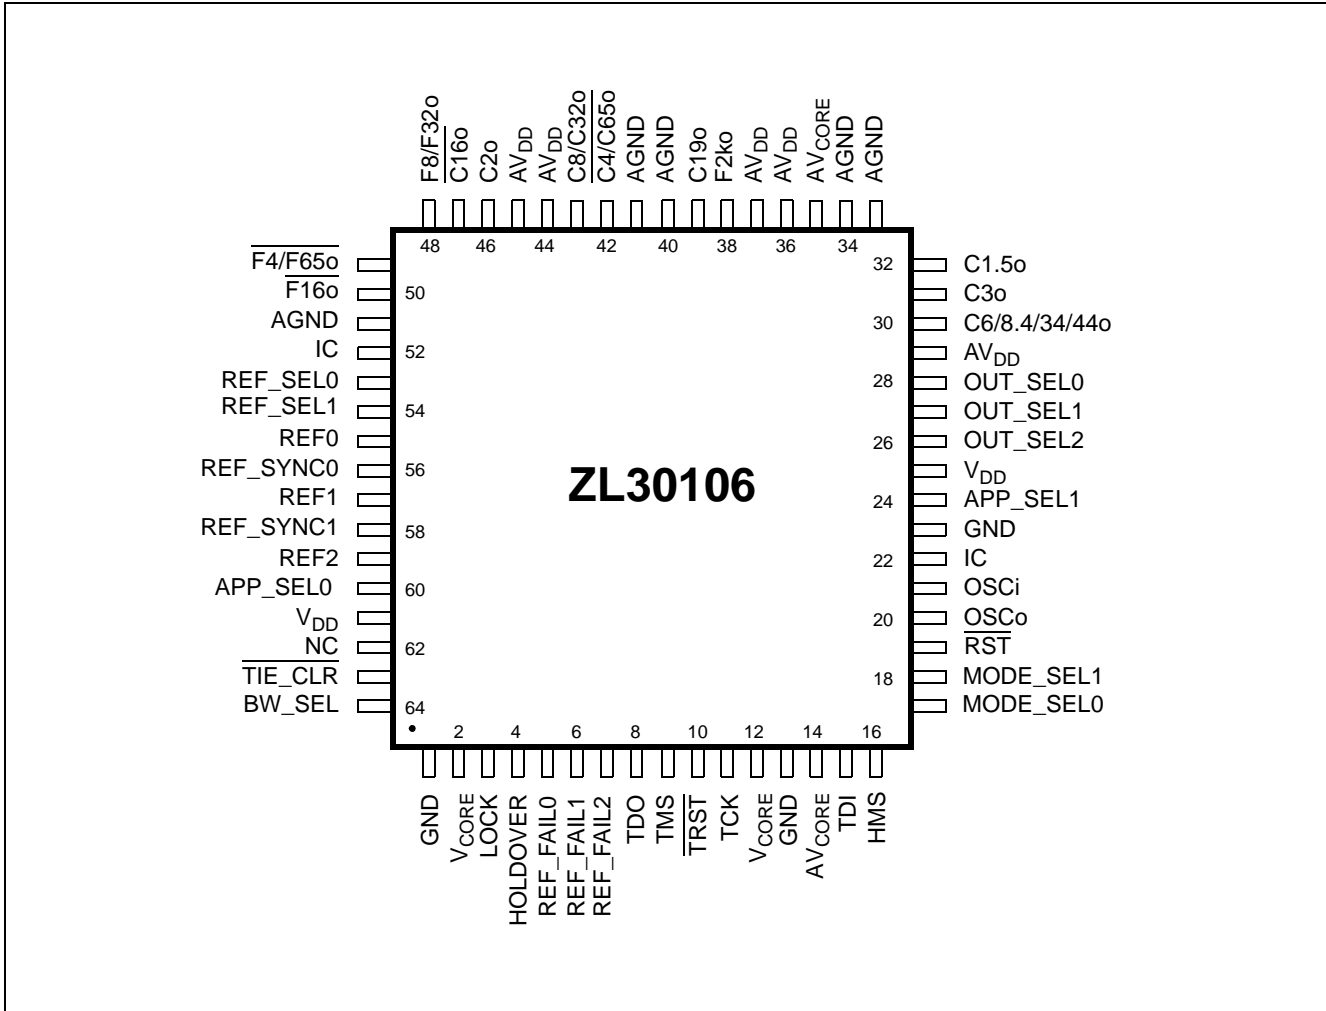 F8/F32o
C16o
C2o
AVDD
AVDD
C8/C32o
C4/C65o
AGND
AGND
C19o
F2ko
AVDD
AVDD
AVCORE
AGND
AGND
48 46 44 42 40 38 36 34
F4/F65o
F16o
AGND
IC
REF_SEL0
REF_SEL1
REF0
REF_SYNC0
REF1
REF_SYNC1
REF2
APP_SEL0
VDD
NC
TIE_CLR
BW_SEL
50
52
54
56
58
60
62
64
ZL30106
32
30
28
26
24
22
20
18
C1.5o
C3o
C6/8.4/34/44o
AVDD
OUT_SEL0
OUT_SEL1
OUT_SEL2
VDD
APP_SEL1
GND
IC
OSCi
OSCo
RST
MODE_SEL1
MODE_SEL0
2 4 6 8 10 12 14 16
GND
VCORE
LOCK
HOLDOVER
REF_FAIL0
REF_FAIL1
REF_FAIL2
TDO
TMS
TRST
TCK
VCORE
GND
AVCORE
TDI
HMS